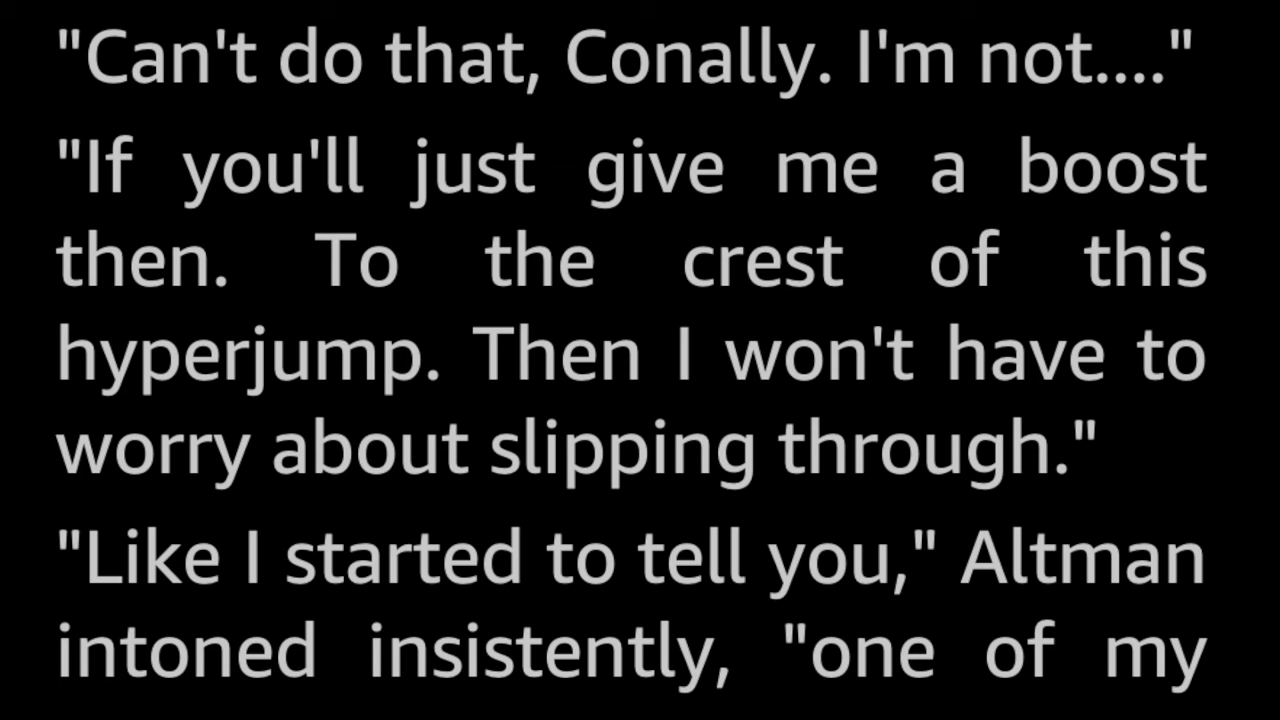 "Can't do that, Conally. I'm not...."
"If you'll just give me a boost
then. To the crest of this
hyperjump. Then I won't have to
worry about slipping through."
"Like I started to tell you," Altman
intoned insistently, "one of my